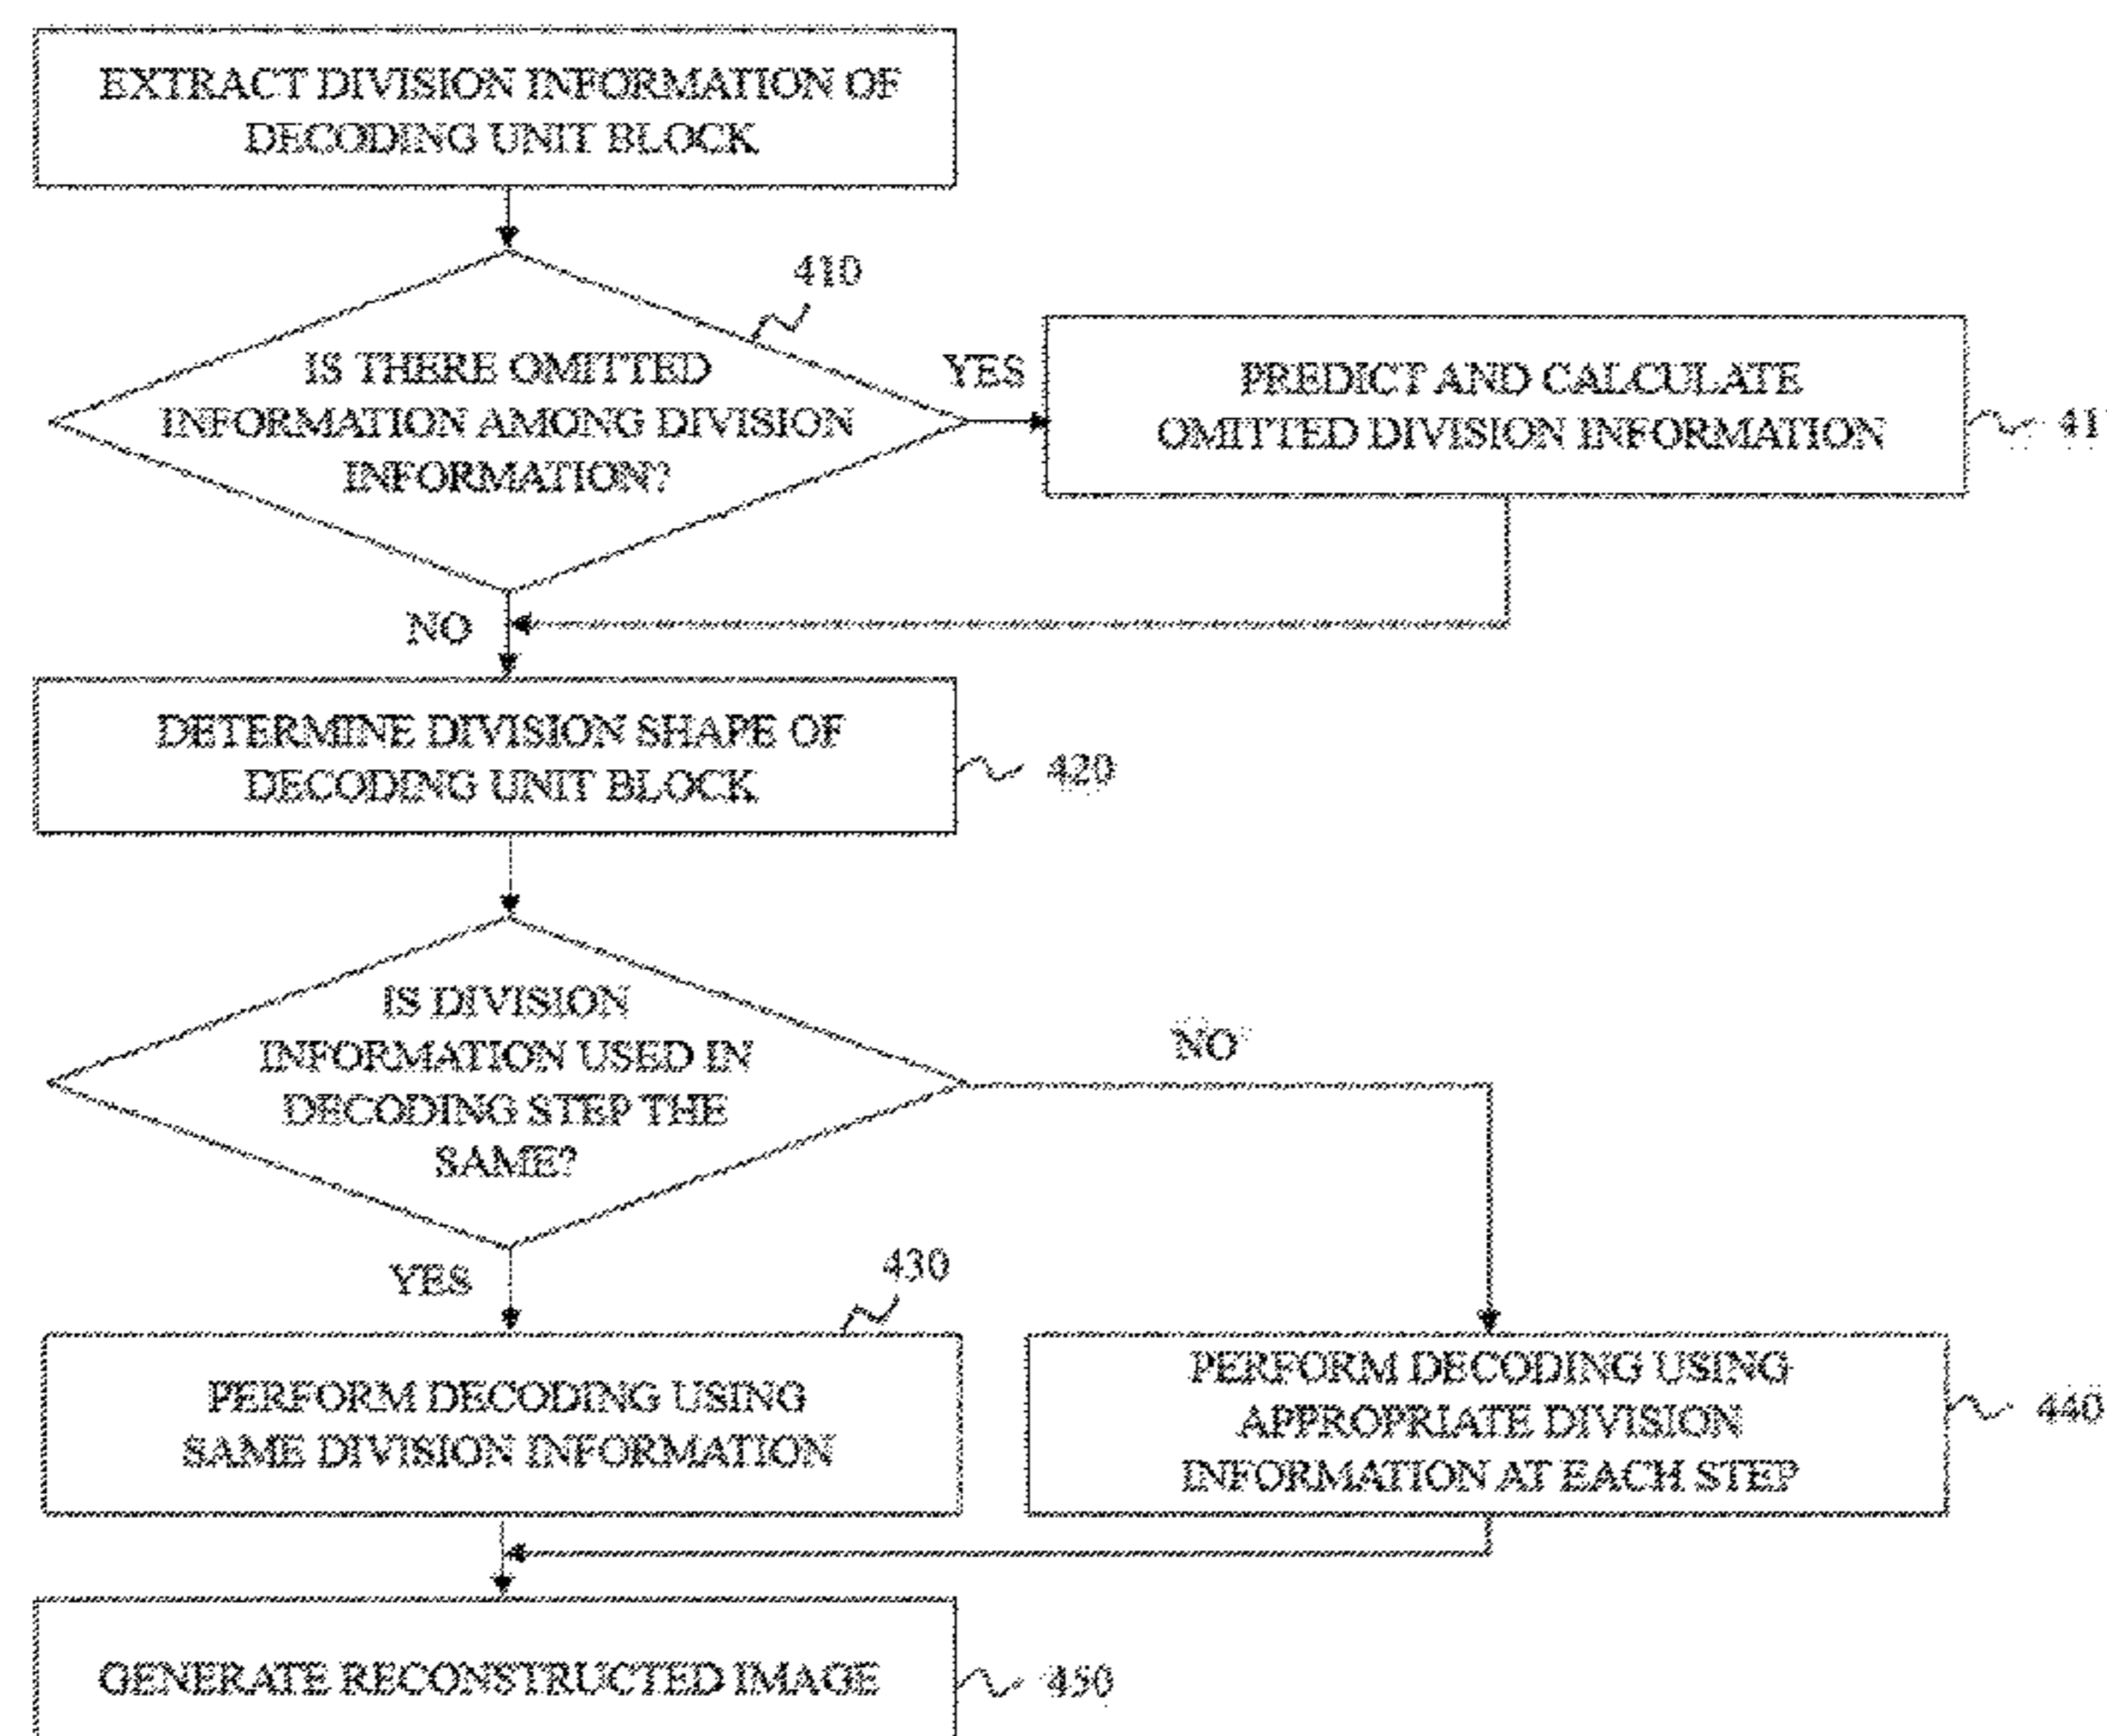 EXTRACT DIVISION INFORMATION OF
DECODING UNIT BLOCK
410
IS THERE OMITTED
INFORMATION AMONG DIVISION
INFORMATION?
YES
PREDICT AND CALCULATE
OMITTED DIVISION INFORMATION
NO
DETERMINE DIVISION SHAPE OF
DECODING UNIT BLOCK
420
IS DIVISION
INFORMATION USED IN
DECODING STEP THE
SAME?
NO
YES
430
PERFORM DECODING USING
SAME DIVISION INFORMATION
PERFORM DECODING USING
APPROPRIATE DIVISION
INFORMATION AT EACH STEP
440
GENERATE RECONSTRUCTED IMAGE
450